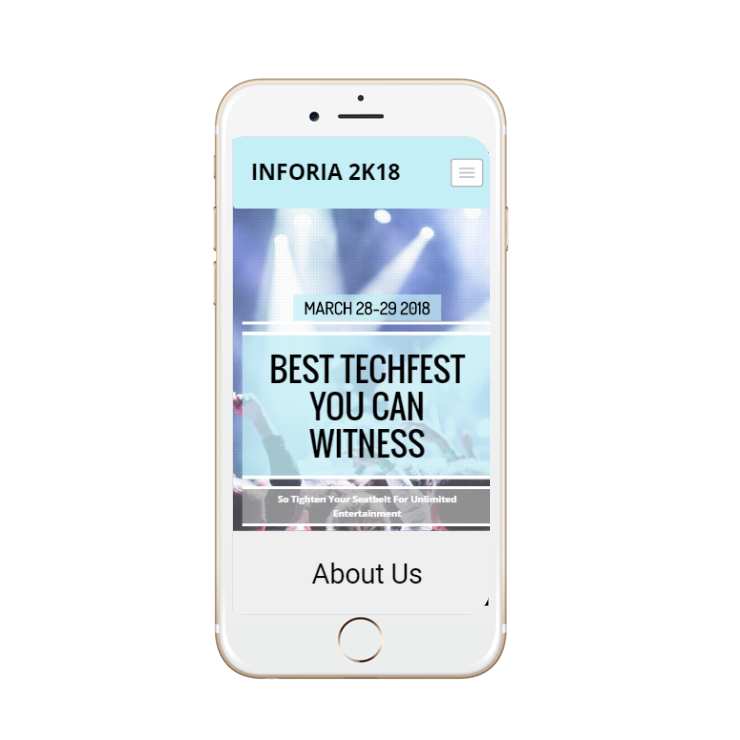 INFORIA 2K18
MARCH 28-29 2018
BEST TECHFEST
YOU CAN
WITNESS
So Tighten Your Seatbelt For Unlimited
Entertainment
About Us